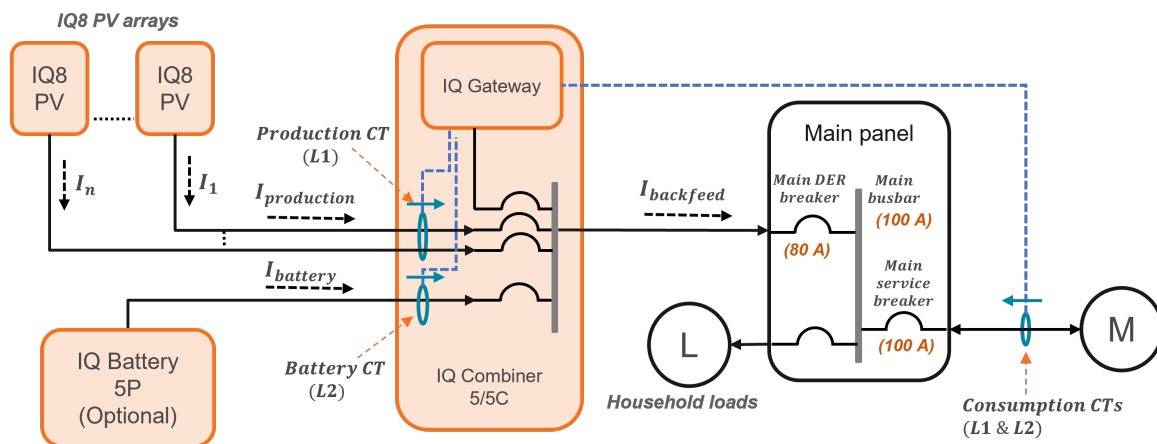 IQ8 PV arrays
IQ8
PV
IQ8
PV
I_n
I_1
Production CT
(L1)
I_production
I_battery
Battery CT
(L2)
IQ Battery
5P
(Optional)
IQ Gateway
IQ Combiner
5/5C
I_backfeed
Main panel
Main DER
breaker
(80 A)
Main
busbar
(100 A)
Main
service
breaker
(100 A)
L
Household loads
M
Consumption CTs
(L1 & L2)